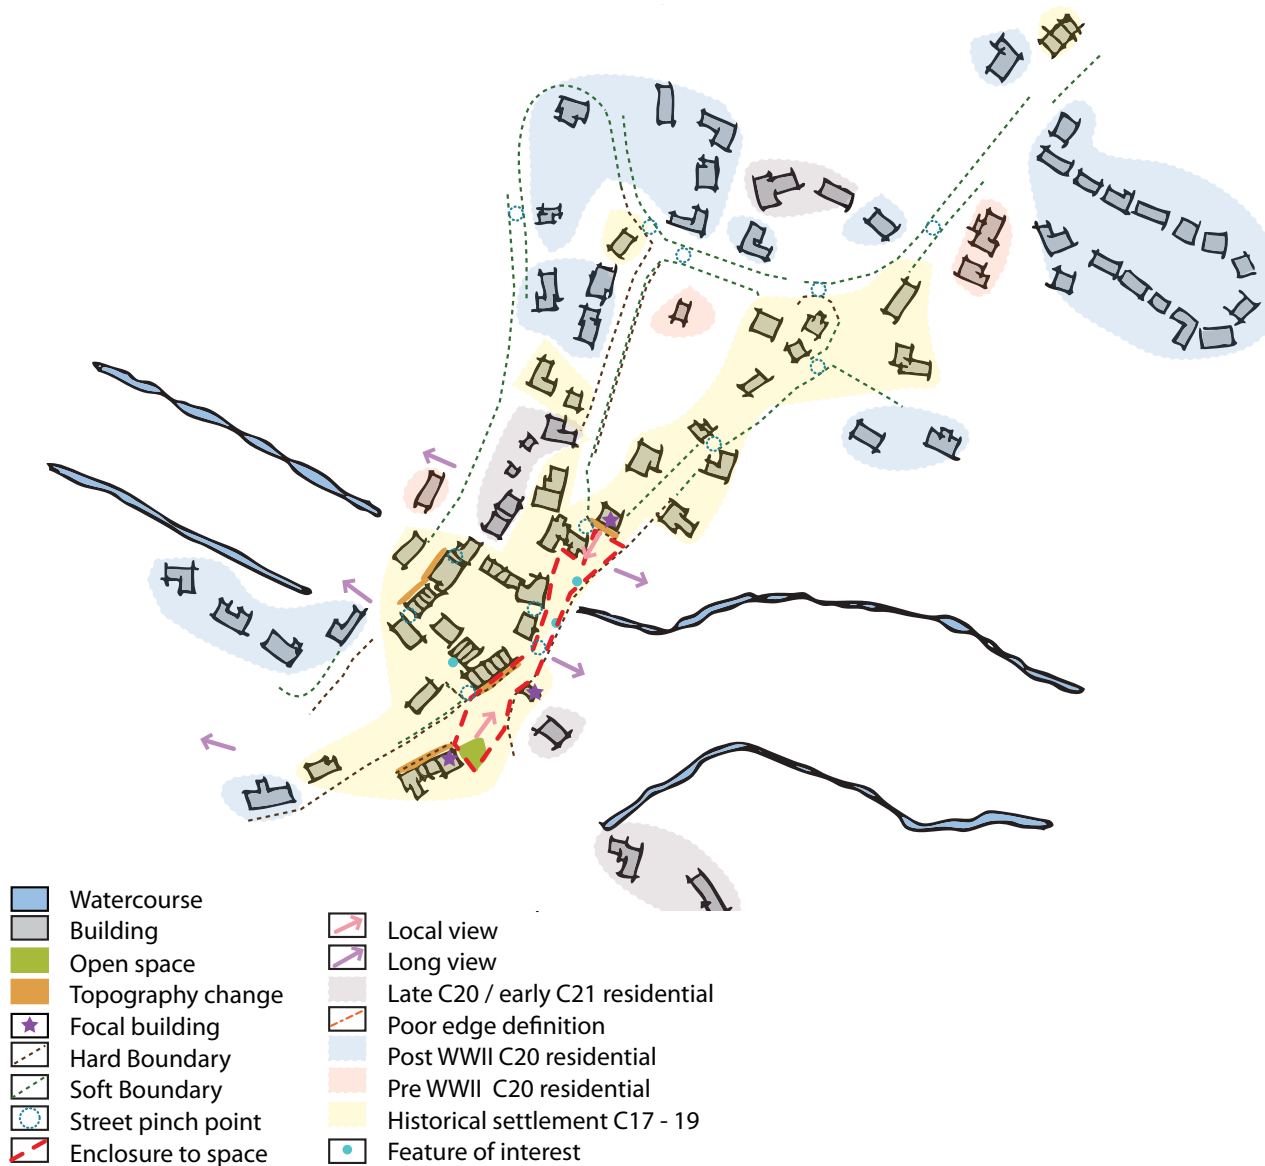 Watercourse
Building
Open space
Topography change
Focal building
Hard Boundary
Soft Boundary
Street pinch point
Enclosure to space
Local view
Long view
Late C20 / early C21 residential
Poor edge definition
Post WWII C20 residential
Pre WWII C20 residential
Historical settlement C17 - 19
Feature of interest